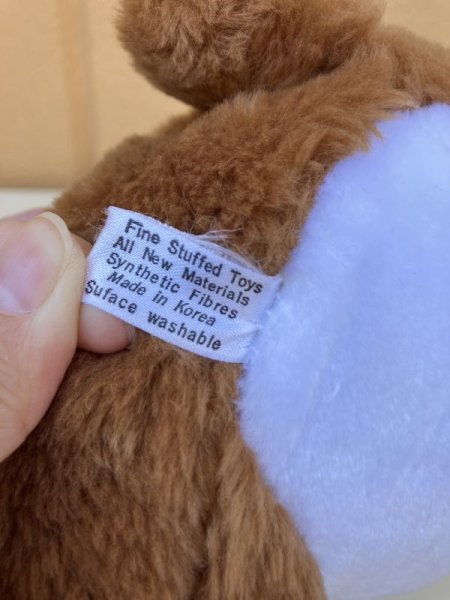 Fine Stuffed Toys
All New Materials
Synthetic Fibres
Made in Korea
Suface washable